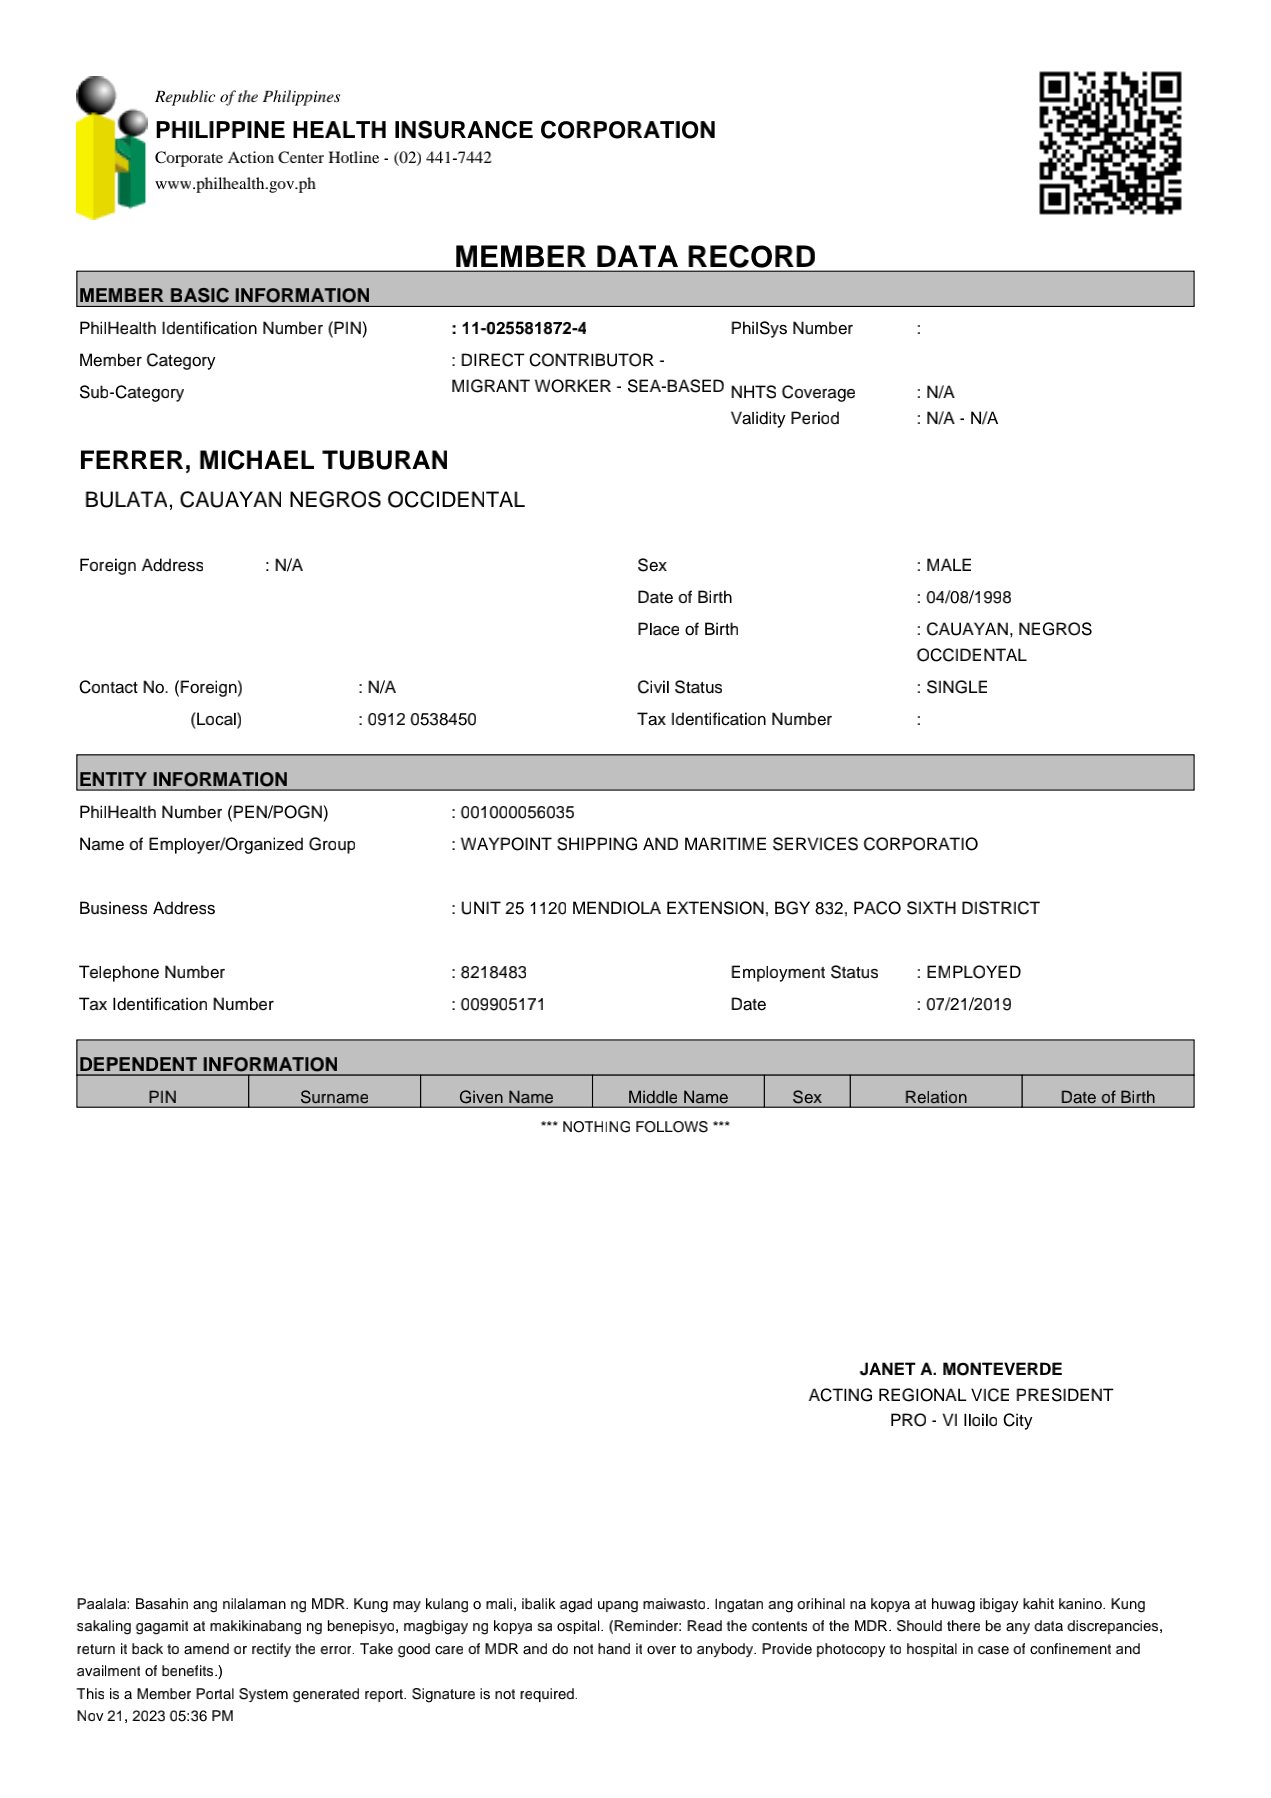 Republic of the Philippines
PHILIPPINE HEALTH INSURANCE CORPORATION
Corporate Action Center Hotline - (02) 441-7442
www.philhealth.gov.ph
MEMBER DATA RECORD
MEMBER BASIC INFORMATION
PhilHealth Identification Number (PIN) : 11-025581872-4 PhilSys Number :
Member Category : DIRECT CONTRIBUTOR -
MIGRANT WORKER - SEA-BASED
Sub-Category NHTS Coverage : N/A
Validity Period : N/A - N/A
FERRER, MICHAEL TUBURAN
BULATA, CAUAYAN NEGROS OCCIDENTAL
Foreign Address : N/A Sex : MALE
Date of Birth : 04/08/1998
Place of Birth : CAUAYAN, NEGROS
OCCIDENTAL
Contact No. (Foreign) : N/A Civil Status : SINGLE
(Local) : 0912 0538450 Tax Identification Number :
ENTITY INFORMATION
PhilHealth Number (PEN/POGN) : 001000056035
Name of Employer/Organized Group : WAYPOINT SHIPPING AND MARITIME SERVICES CORPORATIO
Business Address : UNIT 25 1120 MENDIOLA EXTENSION, BGY 832, PACO SIXTH DISTRICT
Telephone Number : 8218483 Employment Status : EMPLOYED
Tax Identification Number : 009905171 Date : 07/21/2019
DEPENDENT INFORMATION
PIN Surname Given Name Middle Name Sex Relation Date of Birth
*** NOTHING FOLLOWS ***
JANET A. MONTEVERDE
ACTING REGIONAL VICE PRESIDENT
PRO - VI Iloilo City
Paalala: Basahin ang nilalaman ng MDR. Kung may kulang o mali, ibalik agad upang maiwasto. Ingatan ang orihinal na kopya at huwag ibigay kahit kanino. Kung
sakaling gagamit at makikinabang ng benepisyo, magbigay ng kopya sa ospital. (Reminder: Read the contents of the MDR. Should there be any data discrepancies,
return it back to amend or rectify the error. Take good care of MDR and do not hand it over to anybody. Provide photocopy to hospital in case of confinement and
availment of benefits.)
This is a Member Portal System generated report. Signature is not required.
Nov 21, 2023 05:36 PM